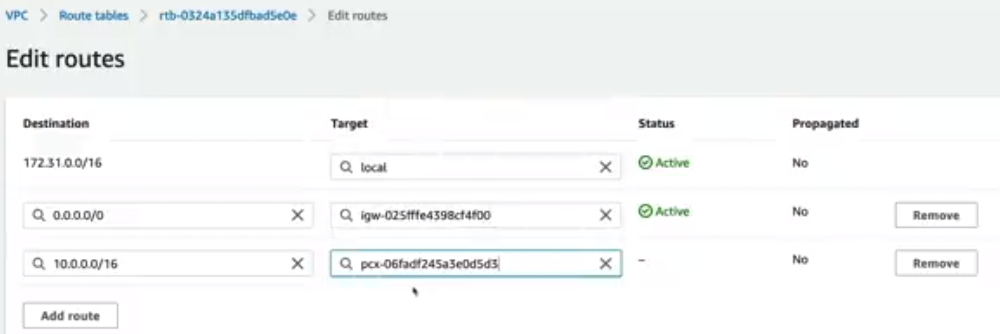 VPC > Route tables > rtb-0324a135dfbad5e0e > Edit routes
Edit routes
Destination Target Status Propagated
172.31.0.0/16 local Active No
0.0.0.0/0 igw-025fffe4398cf4f00 Active No Remove
10.0.0.0/16 pcx-06fadf245a3e0d5d3 - No Remove
Add route